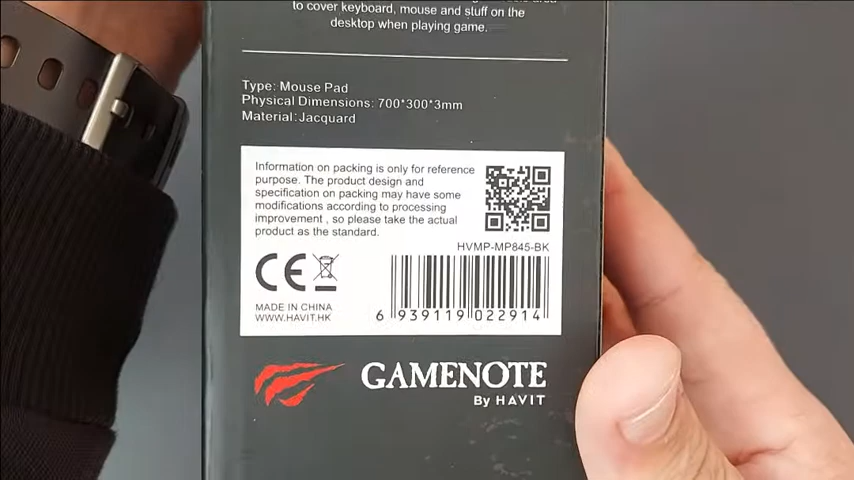 to cover keyboard, mouse and stuff on the
desktop when playing game.
Type: Mouse Pad
Physical Dimensions: 700*300*3mm
Material:Jacquard
Information on packing is only for reference
purpose. The product design and
specification on packing may have some
modifications according to processing
improvement , so please take the actual
product as the standard.
HVMP-MP845-BK
CE
MADE IN CHINA
WWW.HAVIT.HK
6 939119 022914
GAMENOTE
By HAVIT